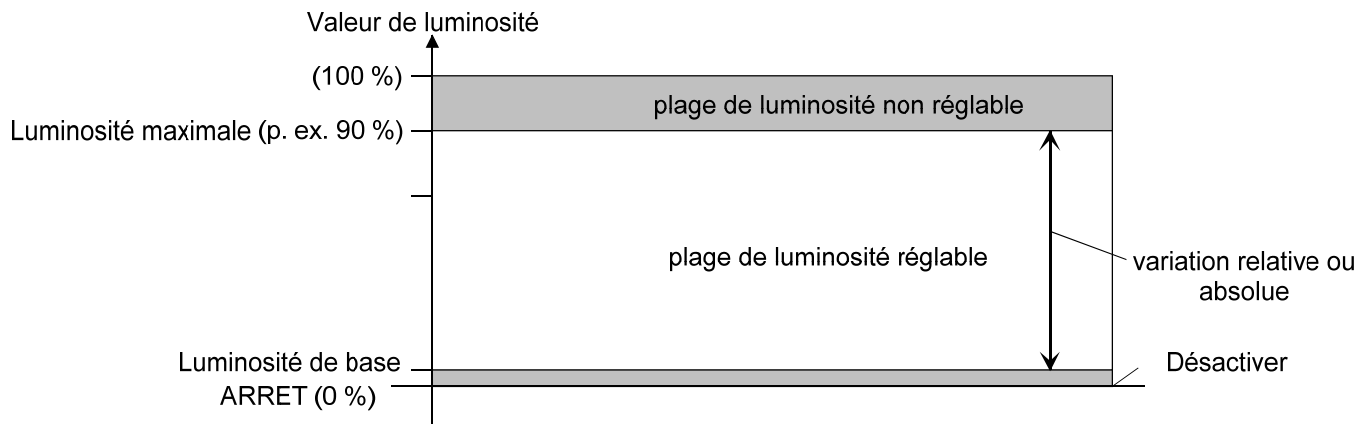 Valeur de luminosité
(100 %)
plage de luminosité non réglable
Luminosité maximale (p. ex. 90 %)
plage de luminosité réglable
variation relative ou
absolue
Luminosité de base
Désactiver
ARRET (0 %)